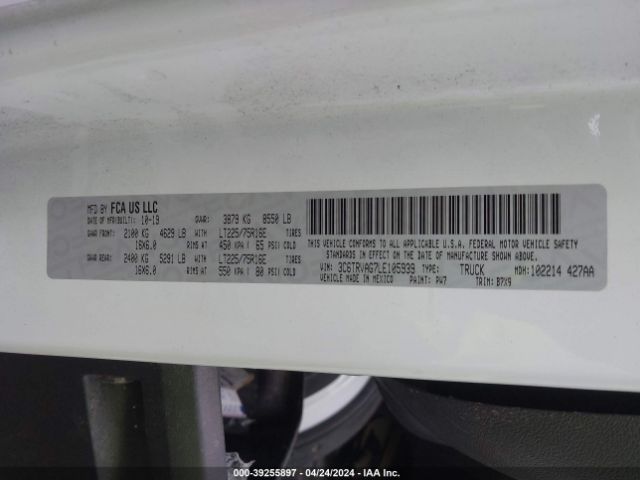 MFD BY FCA US LLC
DATE OF MFR(BUILT): 10-19 GVWR: 3879 KG 8550 LB
GAWR FRONT: 2100 KG 4629 LB WITH LT225/75R16E TIRES
16X6.0 RIMS AT 450 KPA/ 65 PSI COLD
GAWR REAR: 2400 KG 5291 LB WITH LT225/75R16E TIRES
16X6.0 RIMS AT 550 KPA/ 80 PSI COLD
THIS VEHICLE CONFORMS TO ALL APPLICABLE U.S.A. FEDERAL MOTOR VEHICLE SAFETY
STANDARDS IN EFFECT ON THE DATE OF MANUFACTURE SHOWN ABOVE.
VIN: 3C6TRVAG7LE105939 TYPE: TRUCK MDH: 102214 427AA
VEHICLE MADE IN MEXICO PAINT: PW7 TRIM: B7X9
000-39255897 - 04/24/2024 - IAA Inc.